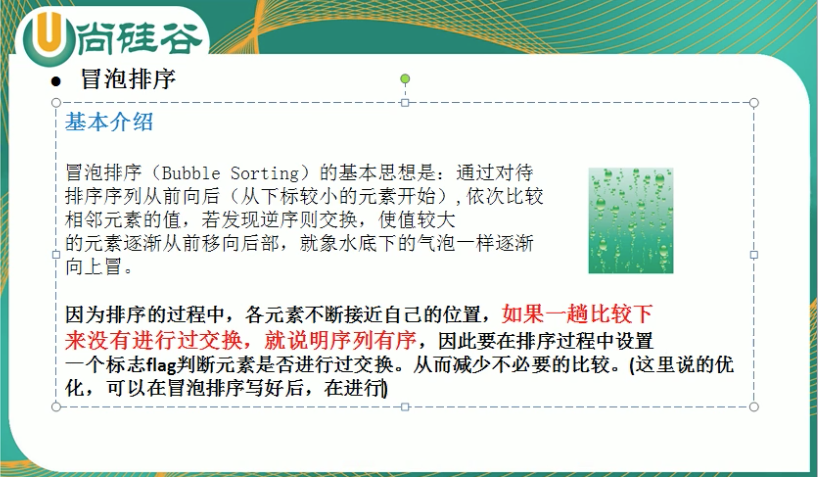 尚硅谷
● 冒泡排序
基本介绍
冒泡排序（Bubble Sorting）的基本思想是：通过对待
排序序列从前向后（从下标较小的元素开始）,依次比较
相邻元素的值，若发现逆序则交换，使值较大
的元素逐渐从前移向后部，就象水底下的气泡一样逐渐
向上冒。
因为排序的过程中，各元素不断接近自己的位置，如果一趟比较下
来没有进行过交换，就说明序列有序，因此要在排序过程中设置
一个标志flag判断元素是否进行过交换。从而减少不必要的比较。(这里说的优
化，可以在冒泡排序写好后，在进行)